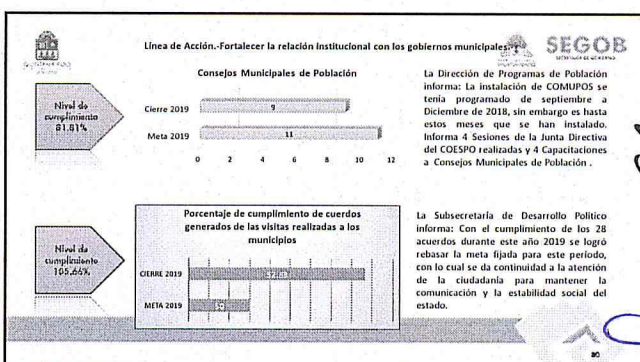 Línea de Acción.-Fortalecer la relación institucional con los gobiernos municipales.
SEGOB
SECRETARÍA DE GOBIERNO
Consejos Municipales de Población
Nivel de
cumplimiento
81.81%
Cierre 2019
9
Meta 2019
11
0 2 4 6 8 10 12
La Dirección de Programas de Población
informa: La instalación de COMUPOS se
tenía programado de septiembre a
Diciembre de 2018, sin embargo es hasta
estos meses que se han instalado.
Informa 4 Sesiones de la Junta Directiva
del COESPO realizadas y 4 Capacitaciones
a Consejos Municipales de Población .
Nivel de
cumplimiento
105.66%
Porcentaje de cumplimiento de cuerdos
generados de las visitas realizadas a los
municipios
CIERRE 2019
META 2019
La Subsecretaría de Desarrollo Político
informa: Con el cumplimiento de los 28
acuerdos durante este año 2019 se logró
rebasar la meta fijada para este período,
con lo cual se da continuidad a la atención
de la ciudadanía para mantener la
comunicación y la estabilidad social del
estado.